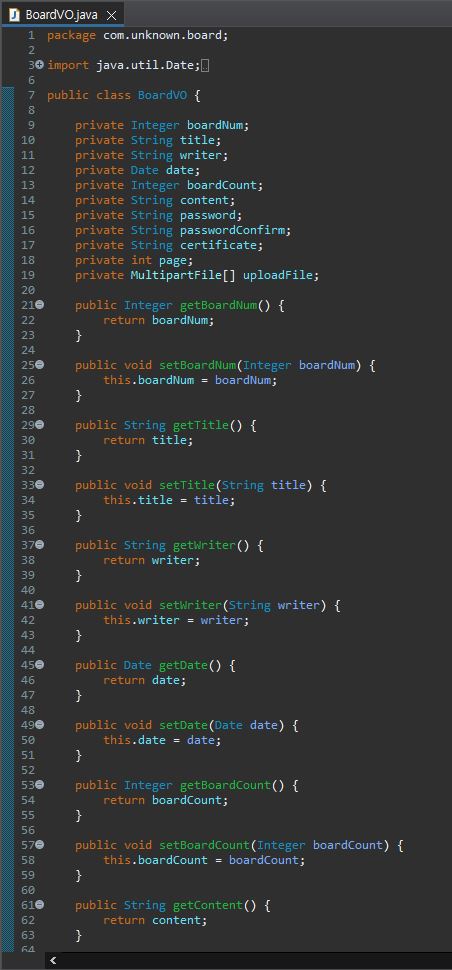 BoardVO.java
1 package com.unknown.board;
2
3 import java.util.Date;
6
7 public class BoardVO {
8
9 private Integer boardNum;
10 private String title;
11 private String writer;
12 private Date date;
13 private Integer boardCount;
14 private String content;
15 private String password;
16 private String passwordConfirm;
17 private String certificate;
18 private int page;
19 private MultipartFile[] uploadFile;
20
21 public Integer getBoardNum() {
22 return boardNum;
23 }
24
25 public void setBoardNum(Integer boardNum) {
26 this.boardNum = boardNum;
27 }
28
29 public String getTitle() {
30 return title;
31 }
32
33 public void setTitle(String title) {
34 this.title = title;
35 }
36
37 public String getWriter() {
38 return writer;
39 }
40
41 public void setWriter(String writer) {
42 this.writer = writer;
43 }
44
45 public Date getDate() {
46 return date;
47 }
48
49 public void setDate(Date date) {
50 this.date = date;
51 }
52
53 public Integer getBoardCount() {
54 return boardCount;
55 }
56
57 public void setBoardCount(Integer boardCount) {
58 this.boardCount = boardCount;
59 }
60
61 public String getContent() {
62 return content;
63 }
64